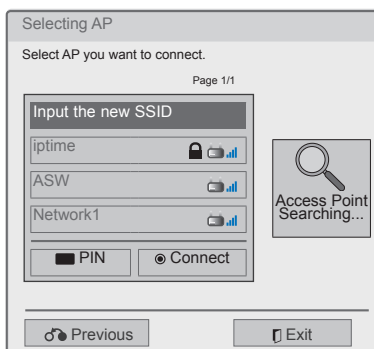 Selecting AP
Select AP you want to connect.
Page 1/1
Input the new SSID
iptime
ASW
Network1
PIN
Connect
Access Point
Searching...
Previous
Exit